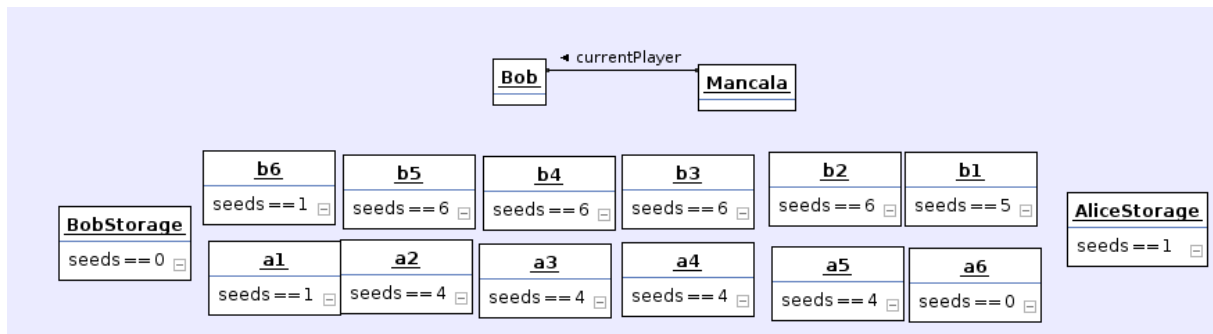 ◄ currentPlayer
Bob
Mancala
b6
seeds==1
b5
seeds==6
b4
seeds==6
b3
seeds==6
b2
seeds==6
b1
seeds==5
BobStorage
seeds==0
AliceStorage
seeds==1
a1
seeds==1
a2
seeds==4
a3
seeds==4
a4
seeds==4
a5
seeds==4
a6
seeds==0